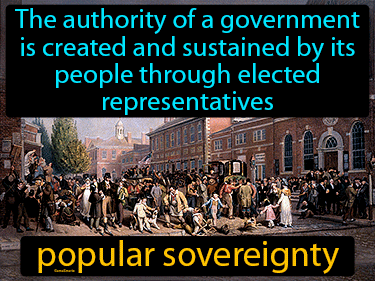 The authority of a government
is created and sustained by its
people through elected
representatives
popular sovereignty